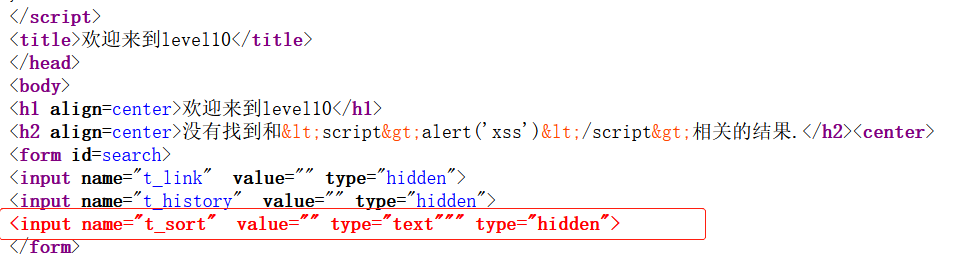 </script>
<title>欢迎来到level10</title>
</head>
<body>
<h1 align=center>欢迎来到level10</h1>
<h2 align=center>没有找到和&lt;script&gt;alert('xss')&lt;/script&gt;相关的结果.</h2><center>
<form id=search>
<input name="t_link"  value="" type="hidden">
<input name="t_history"  value="" type="hidden">
<input name="t_sort"  value="" type="text""" type="hidden">
</form>